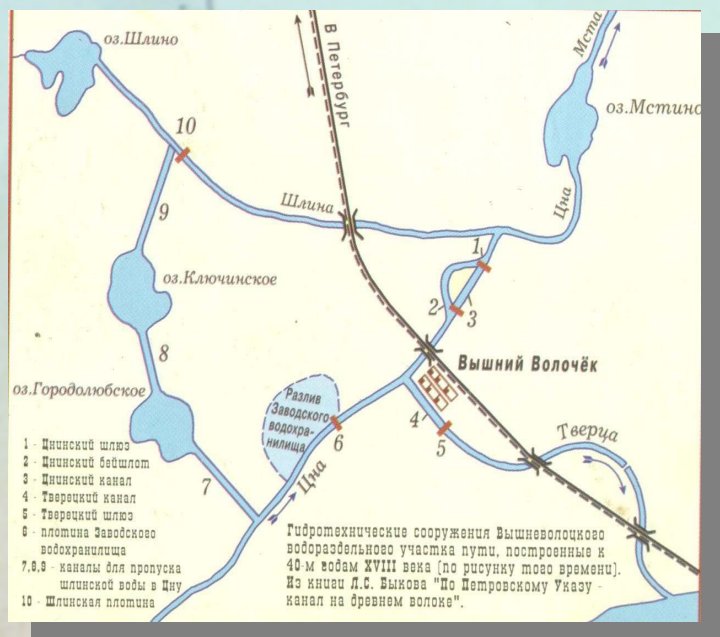 оз.Шлино
В Петербург
Мста
оз.Мстино
10
Шлина
Цна
9
1
оз.Ключинское
2
3
8
Вышний Волочёк
оз.Городолюбское
Разлив
Заводского
водохра-
нилища
4
5
6
Тверца
7
Цна
1 - Цнинский шлюз
2 - Цнинский бейшлот
3 - Цнинский канал
4 - Тверецкий канал
5 - Тверецкий шлюз
6 - плотина Заводского
водохранилища
7,8,9 - каналы для пропуска
шлинской воды в Цну
10 - Шлинская плотина
Гидротехнические сооружения Вышневолоцкого
водораздельного участка пути, построенные к
40-м водам XVIII века (по рисунку того времени).
Из книги Л.С. Быкова "По Петровскому Указу -
канал на древнем волоке".